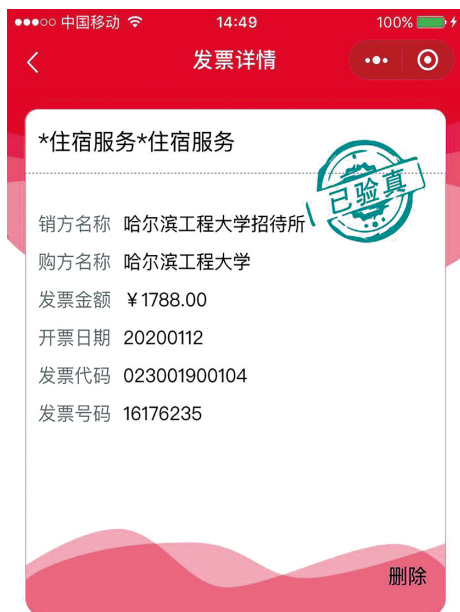 中国移动 14:49 100%
发票详情
*住宿服务*住宿服务
已验真
销方名称 哈尔滨工程大学招待所
购方名称 哈尔滨工程大学
发票金额 ￥1788.00
开票日期 20200112
发票代码 023001900104
发票号码 16176235
删除